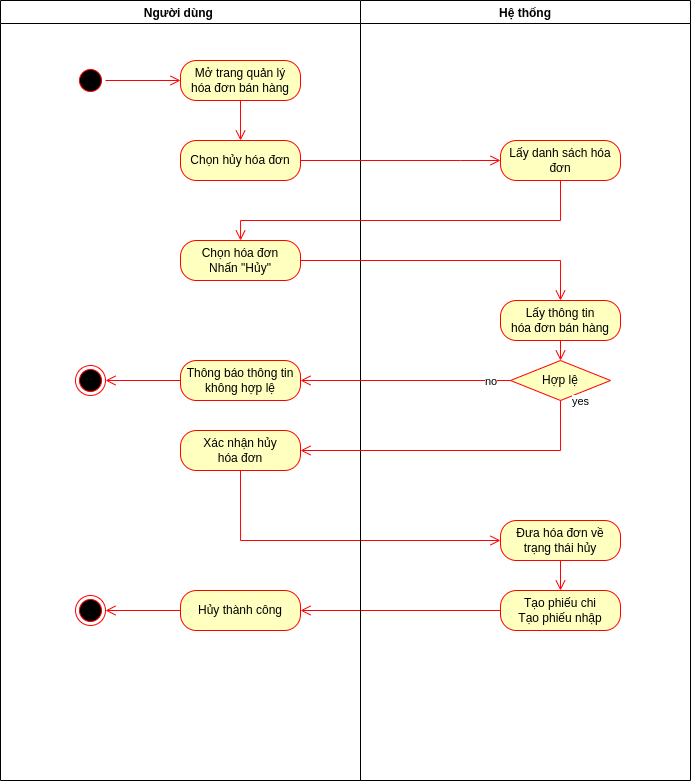 Người dùng
Hệ thống
Mở trang quản lý
hóa đơn bán hàng
Chọn hủy hóa đơn
Lấy danh sách hóa
đơn
Chọn hóa đơn
Nhấn "Hủy"
Lấy thông tin
hóa đơn bán hàng
Thông báo thông tin
không hợp lệ
no
Hợp lệ
yes
Xác nhận hủy
hóa đơn
Đưa hóa đơn về
trạng thái hủy
Hủy thành công
Tạo phiếu chi
Tạo phiếu nhập